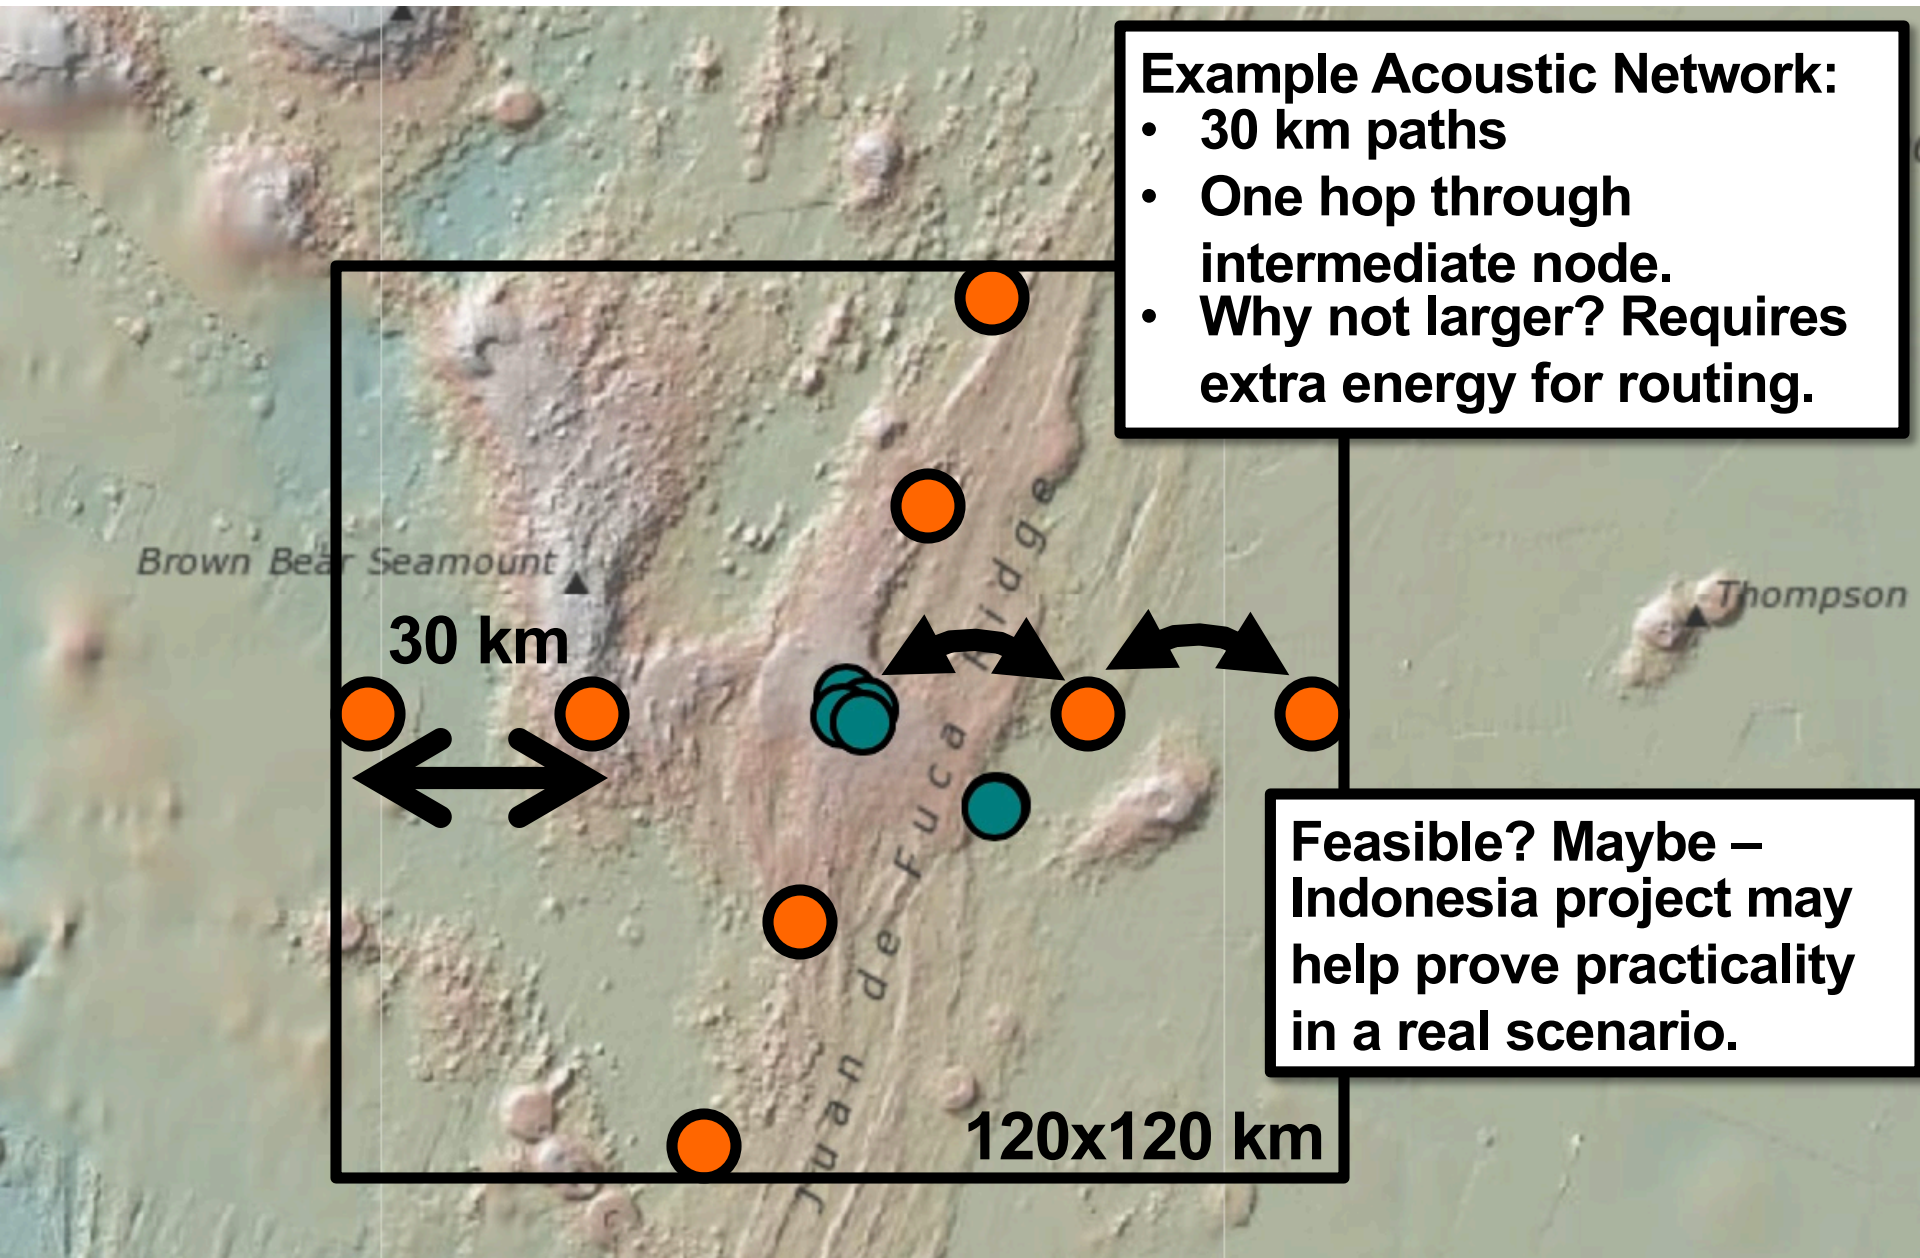 Example Acoustic Network:
• 30 km paths
• One hop through
intermediate node.
• Why not larger? Requires
extra energy for routing.
Brown Bear Seamount
Thompson
30 km
Juan de Fuca Ridge
Feasible? Maybe –
Indonesia project may
help prove practicality
in a real scenario.
120x120 km